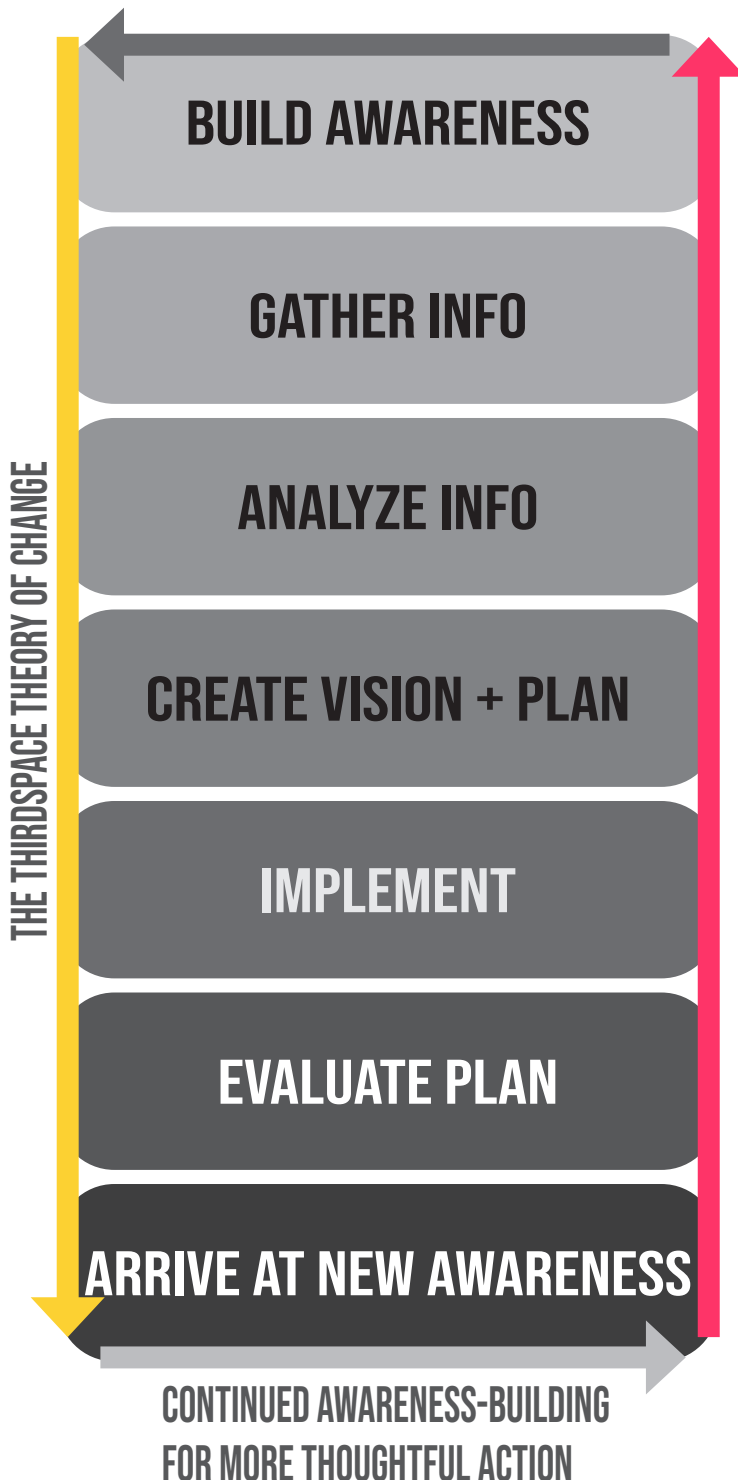 BUILD AWARENESS
GATHER INFO
ANALYZE INFO
CREATE VISION + PLAN
IMPLEMENT
EVALUATE PLAN
ARRIVE AT NEW AWARENESS
THE THIRDSPACE THEORY OF CHANGE
CONTINUED AWARENESS-BUILDING
FOR MORE THOUGHTFUL ACTION